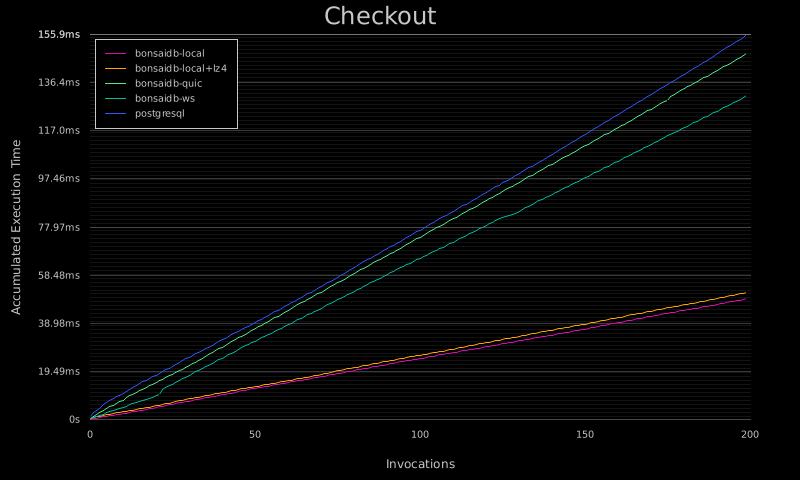 Checkout
155.9ms
136.4ms
117.0ms
97.46ms
77.97ms
58.48ms
38.98ms
19.49ms
0s
bonsaidb-local
bonsaidb-local+lz4
bonsaidb-quic
bonsaidb-ws
postgresql
Accumulated Execution Time
0
50
100
150
200
Invocations